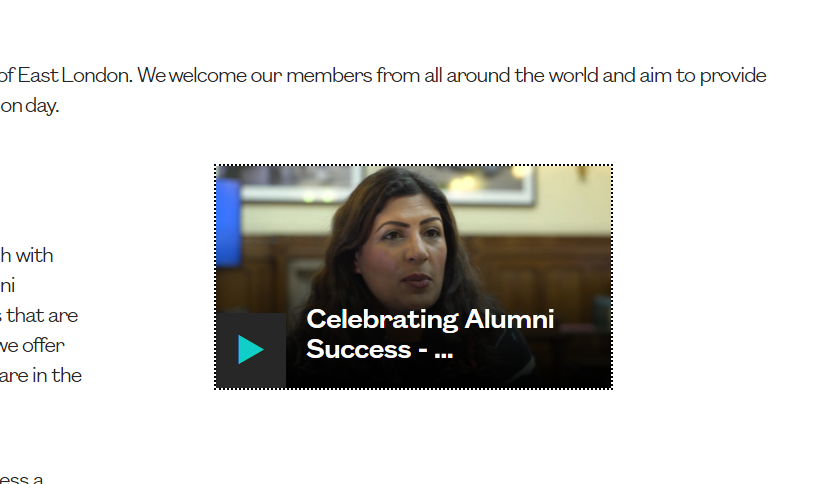 of East London. We welcome our members from all around the world and aim to provide
on day.
h with
ni
s that are
we offer
are in the
Celebrating Alumni
Success - ...
ess a